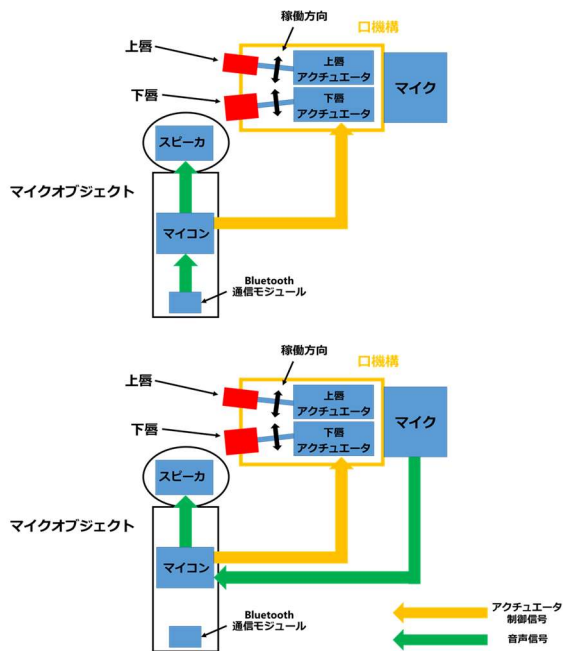 稼働方向
口機構
上唇
上唇
アクチュエータ
マイク
下唇
下唇
アクチュエータ
スピーカ
マイクオブジェクト
マイコン
Bluetooth
通信モジュール
稼働方向
口機構
上唇
上唇
アクチュエータ
マイク
下唇
下唇
アクチュエータ
スピーカ
マイクオブジェクト
マイコン
アクチュエータ
制御信号
Bluetooth
通信モジュール
音声信号